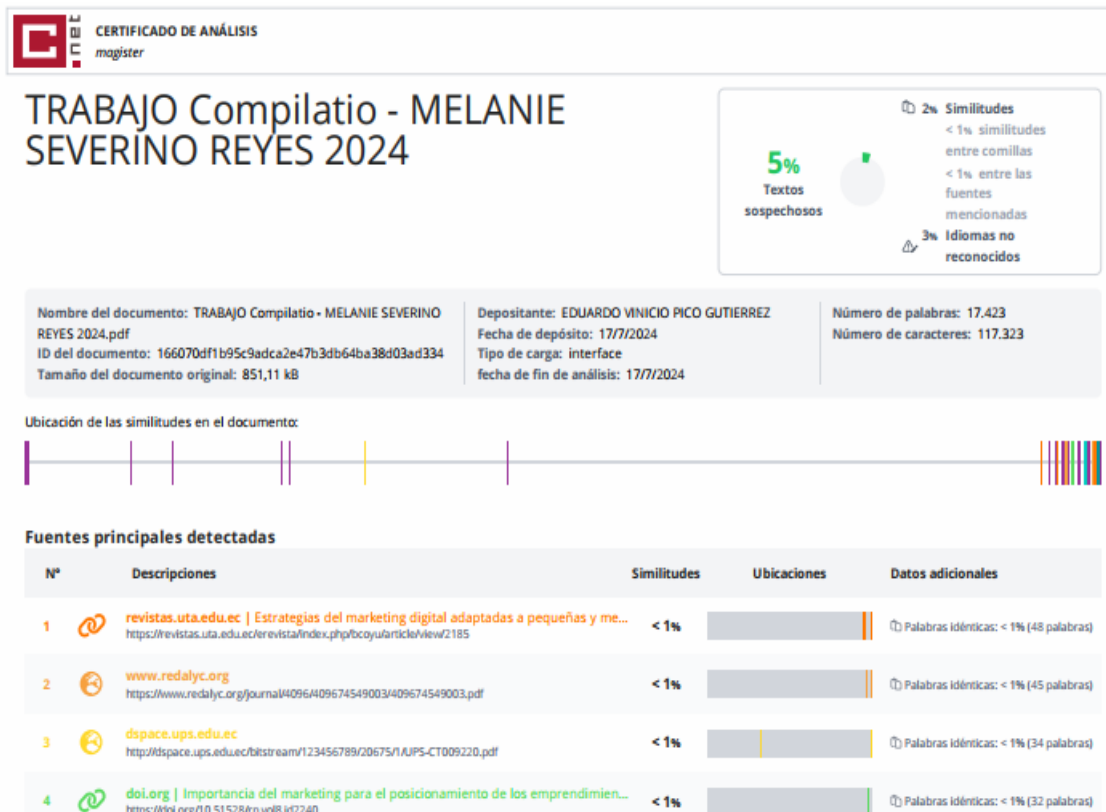 C
.net
CERTIFICADO DE ANÁLISIS
magister
TRABAJO Compilatio - MELANIE
SEVERINO REYES 2024
5%
Textos
sospechosos
2% Similitudes
< 1% similitudes
entre comillas
< 1% entre las
fuentes
mencionadas
3% Idiomas no
reconocidos
Nombre del documento: TRABAJO Compilatio - MELANIE SEVERINO
REYES 2024.pdf
ID del documento: 166070df1b95c9adca2e47b3db64ba38d03ad334
Tamaño del documento original: 851,11 kB
Depositante: EDUARDO VINICIO PICO GUTIERREZ
Fecha de depósito: 17/7/2024
Tipo de carga: interface
fecha de fin de análisis: 17/7/2024
Número de palabras: 17.423
Número de caracteres: 117.323
Ubicación de las similitudes en el documento:
Fuentes principales detectadas
N° Descripciones Similitudes Ubicaciones Datos adicionales
1 revistas.uta.edu.ec | Estrategias del marketing digital adaptadas a pequeñas y me... < 1% Palabras idénticas: < 1% (48 palabras)
https://revistas.uta.edu.ec/erevista/index.php/bcoyu/article/view/2185
2 www.redalyc.org < 1% Palabras idénticas: < 1% (45 palabras)
https://www.redalyc.org/journal/4096/409674549003/409674549003.pdf
3 dspace.ups.edu.ec < 1% Palabras idénticas: < 1% (34 palabras)
http://dspace.ups.edu.ec/bitstream/123456789/20675/1/UPS-CT009220.pdf
4 doi.org | Importancia del marketing para el posicionamiento de los emprendimien... < 1% Palabras idénticas: < 1% (32 palabras)
https://doi.org/10.51528/rp.vol8.id2240